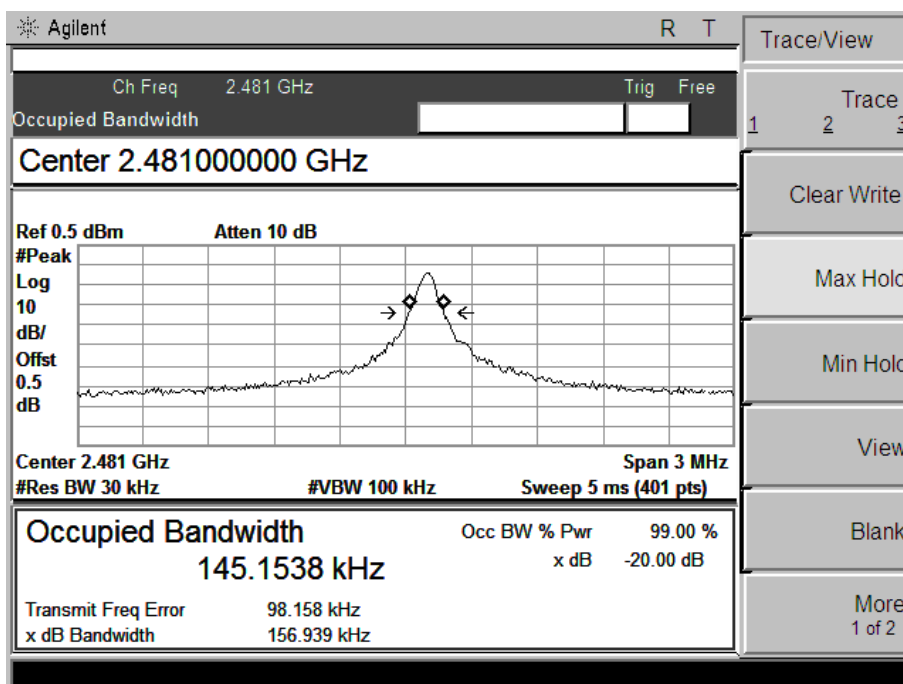 Agilent R T
Ch Freq 2.481 GHz Trig Free
Occupied Bandwidth
Center 2.481000000 GHz
Ref 0.5 dBm Atten 10 dB
#Peak
Log
10
dB/
Offst
0.5
dB
Center 2.481 GHz Span 3 MHz
#Res BW 30 kHz #VBW 100 kHz Sweep 5 ms (401 pts)
Occupied Bandwidth
145.1538 kHz
Occ BW % Pwr 99.00 %
x dB -20.00 dB
Transmit Freq Error 98.158 kHz
x dB Bandwidth 156.939 kHz
Trace/View
Trace
1 2 3
Clear Write
Max Hold
Min Hold
View
Blank
More
1 of 2